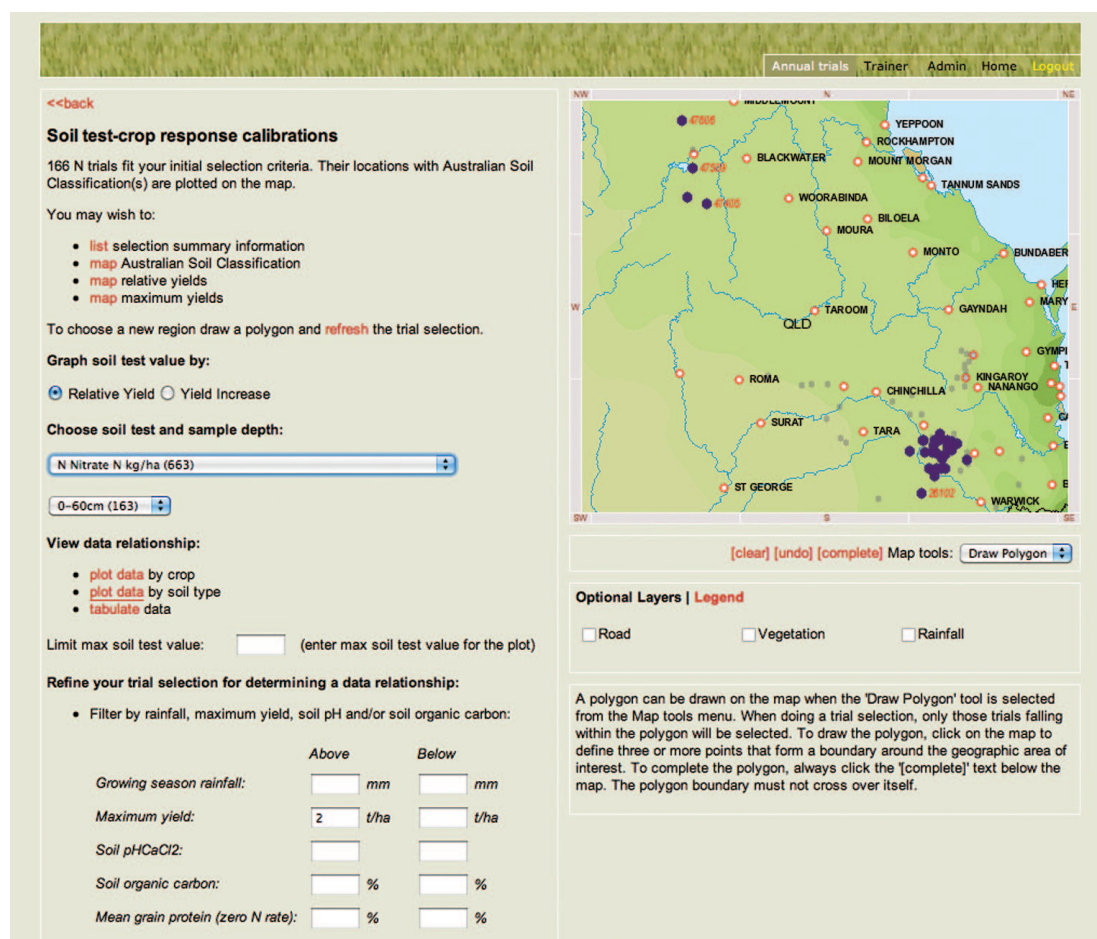 Annual trials Trainer Admin Home Logout
<<back
Soil test-crop response calibrations
166 N trials fit your initial selection criteria. Their locations with Australian Soil
Classification(s) are plotted on the map.
You may wish to:
• list selection summary information
• map Australian Soil Classification
• map relative yields
• map maximum yields
To choose a new region draw a polygon and refresh the trial selection.
Graph soil test value by:
Relative Yield Yield Increase
Choose soil test and sample depth:
N Nitrate N kg/ha (663)
0-60cm (163)
View data relationship:
• plot data by crop
• plot data by soil type
• tabulate data
Limit max soil test value: (enter max soil test value for the plot)
Refine your trial selection for determining a data relationship:
• Filter by rainfall, maximum yield, soil pH and/or soil organic carbon:
Above Below
Growing season rainfall: mm mm
Maximum yield: 2 t/ha t/ha
Soil pHCaCl2:
Soil organic carbon: % %
Mean grain protein (zero N rate): % %
NW N NE
MIDDLEMOUNT
YEPPOON
ROCKHAMPTON
BLACKWATER
MOUNT MORGAN
TANNUM SANDS
WOORABINDA
BILOELA
MOURA
MONTO
BUNDABER
HER
MARY
W
E
TAROOM
GAYNDAH
QLD
GYMPI
ROMA
KINGAROY
CHINCHILLA
NANANGO
SURAT
TARA
ST GEORGE
26102
WARWICK
SW S SE
[clear] [undo] [complete] Map tools: Draw Polygon
Optional Layers | Legend
Road Vegetation Rainfall
A polygon can be drawn on the map when the 'Draw Polygon' tool is selected
from the Map tools menu. When doing a trial selection, only those trials falling
within the polygon will be selected. To draw the polygon, click on the map to
define three or more points that form a boundary around the geographic area of
interest. To complete the polygon, always click the '[complete]' text below the
map. The polygon boundary must not cross over itself.